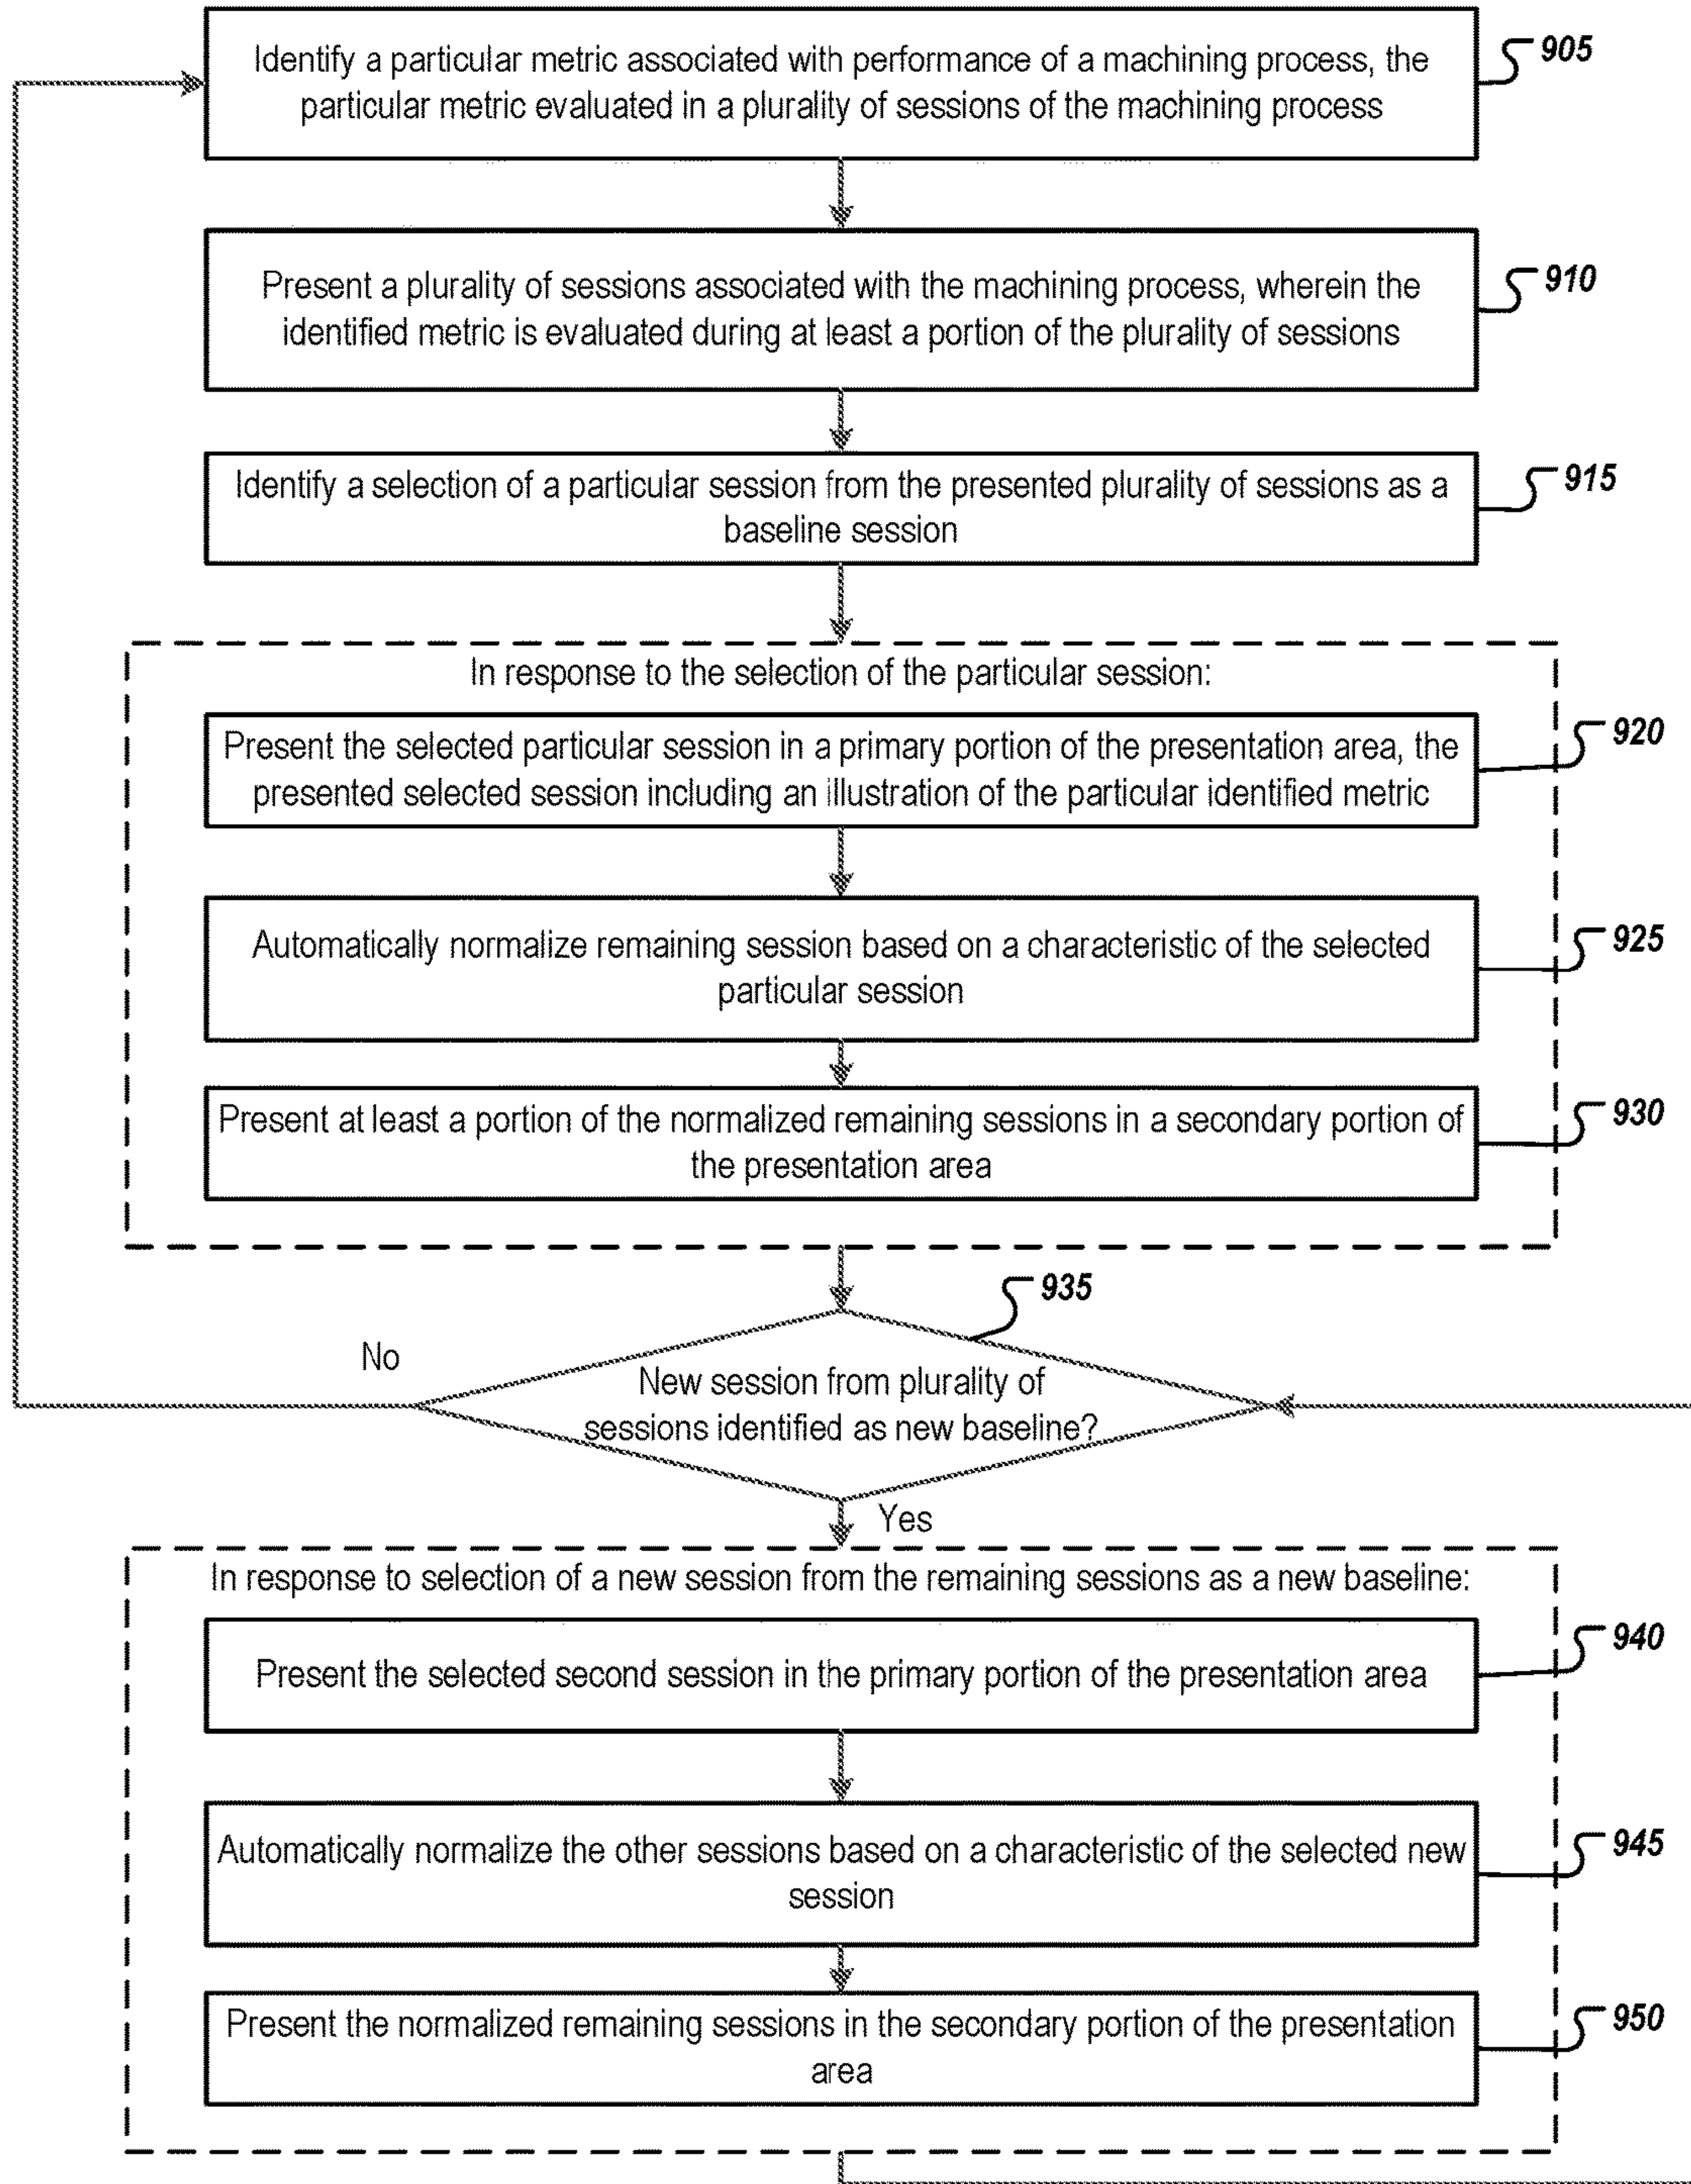 Identify a particular metric associated with performance of a machining process, the
particular metric evaluated in a plurality of sessions of the machining process
905
Present a plurality of sessions associated with the machining process, wherein the
identified metric is evaluated during at least a portion of the plurality of sessions
910
Identify a selection of a particular session from the presented plurality of sessions as a
baseline session
915
In response to the selection of the particular session:
Present the selected particular session in a primary portion of the presentation area, the
presented selected session including an illustration of the particular identified metric
920
Automatically normalize remaining session based on a characteristic of the selected
particular session
925
Present at least a portion of the normalized remaining sessions in a secondary portion of
the presentation area
930
935
No
New session from plurality of
sessions identified as new baseline?
Yes
In response to selection of a new session from the remaining sessions as a new baseline:
Present the selected second session in the primary portion of the presentation area
940
Automatically normalize the other sessions based on a characteristic of the selected new
session
945
Present the normalized remaining sessions in the secondary portion of the presentation
area
950